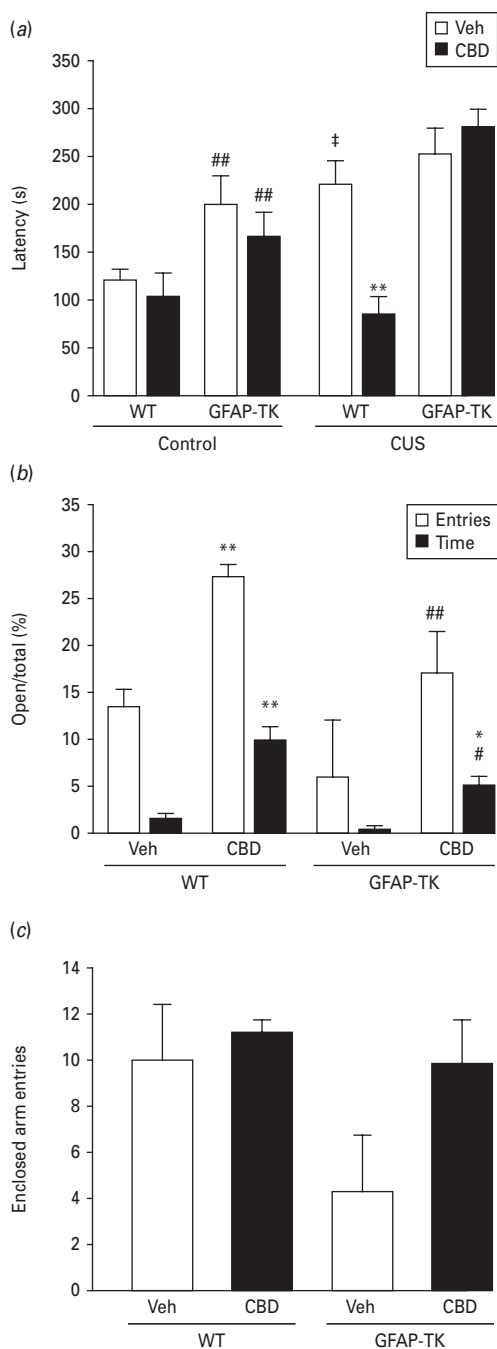 (a)
Veh
CBD
350
300
250
200
150
100
50
0
Latency (s)
##
##
‡
**
WT
GFAP-TK
WT
GFAP-TK
Control
CUS
(b)
Entries
Time
35
30
25
20
15
10
5
0
Open/total (%)
**
**
##
*
#
Veh
CBD
Veh
CBD
WT
GFAP-TK
(c)
14
12
10
8
6
4
2
0
Enclosed arm entries
Veh
CBD
Veh
CBD
WT
GFAP-TK